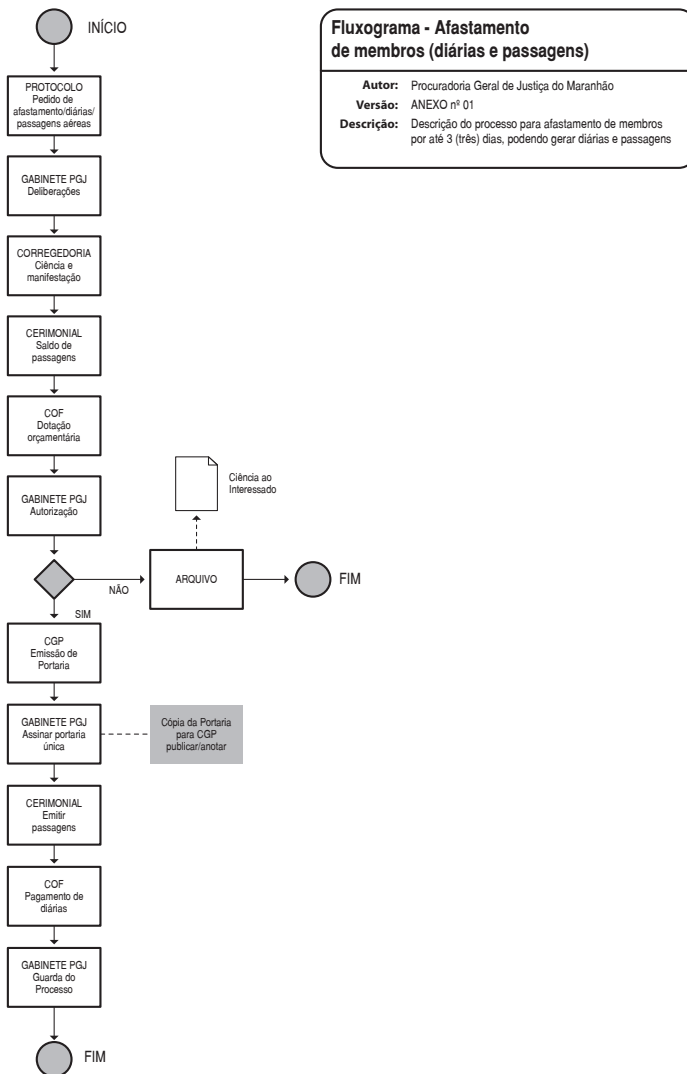 INÍCIO
Fluxograma - Afastamento
de membros (diárias e passagens)
Autor: Procuradoria Geral de Justiça do Maranhão
Versão: ANEXO nº 01
Descrição: Descrição do processo para afastamento de membros
por até 3 (três) dias, podendo gerar diárias e passagens
PROTOCOLO
Pedido de
afastamento/diárias/
passagens aéreas
GABINETE PGJ
Deliberações
CORREGEDORIA
Ciência e
manifestação
CERIMONIAL
Saldo de
passagens
COF
Dotação
orçamentária
GABINETE PGJ
Autorização
Ciência ao
Interessado
NÃO
ARQUIVO
FIM
SIM
CGP
Emissão de
Portaria
GABINETE PGJ
Assinar portaria
única
Cópia da Portaria
para CGP
publicar/anotar
CERIMONIAL
Emitir
passagens
COF
Pagamento de
diárias
GABINETE PGJ
Guarda do
Processo
FIM